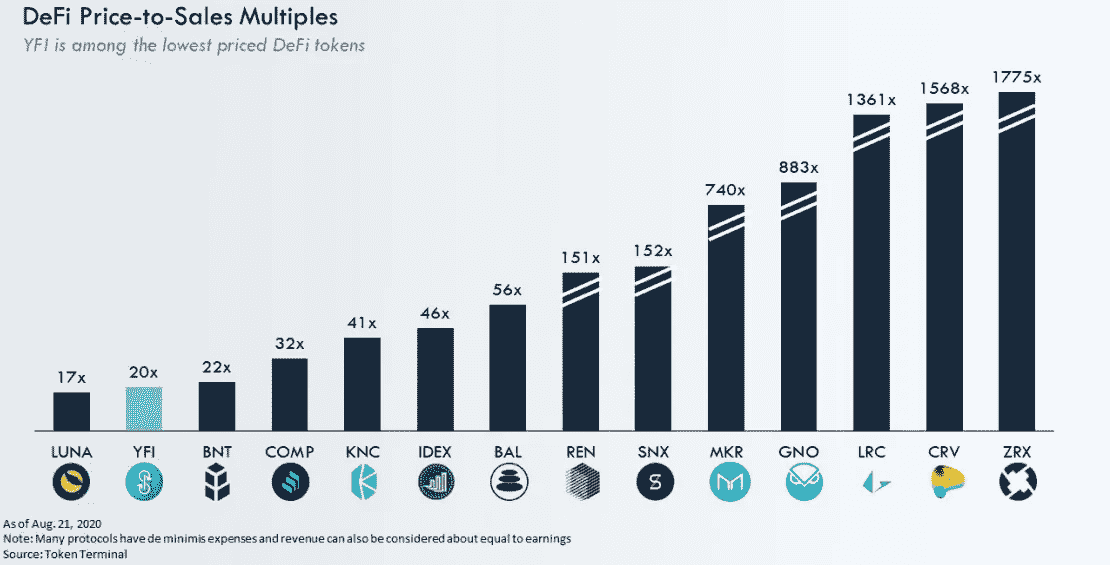 DeFi Price-to-Sales Multiples
YFI is among the lowest priced DeFi tokens
17x 20x 22x 32x 41x 46x 56x 151x 152x 740x 883x 1361x 1568x 1775x
LUNA YFI BNT COMP KNC IDEX BAL REN SNX MKR GNO LRC CRV ZRX
As of Aug. 21, 2020
Note: Many protocols have de minimis expenses and revenue can also be considered about equal to earnings
Source: Token Terminal